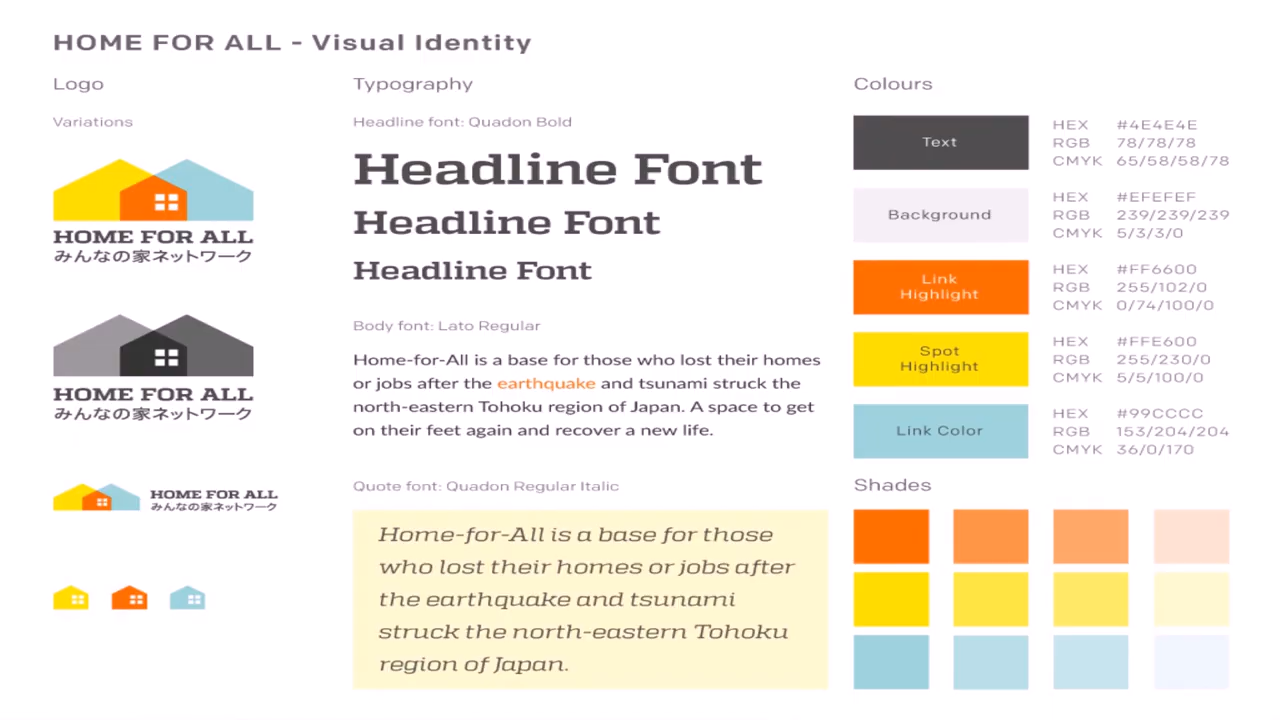 HOME FOR ALL - Visual Identity
Logo
Variations
HOME FOR ALL
みんなの家ネットワーク
HOME FOR ALL
みんなの家ネットワーク
HOME FOR ALL
みんなの家ネットワーク
Typography
Headline font: Quadon Bold
Headline Font
Headline Font
Headline Font
Body font: Lato Regular
Home-for-All is a base for those who lost their homes
or jobs after the earthquake and tsunami struck the
north-eastern Tohoku region of Japan. A space to get
on their feet again and recover a new life.
Quote font: Quadon Regular Italic
Home-for-All is a base for those
who lost their homes or jobs after
the earthquake and tsunami
struck the north-eastern Tohoku
region of Japan.
Colours
Text
HEX #4E4E4E
RGB 78/78/78
CMYK 65/58/58/78
Background
HEX #EFEFEF
RGB 239/239/239
CMYK 5/3/3/0
Link
Highlight
HEX #FF6600
RGB 255/102/0
CMYK 0/74/100/0
Spot
Highlight
HEX #FFE600
RGB 255/230/0
CMYK 5/5/100/0
Link Color
HEX #99CCCC
RGB 153/204/204
CMYK 36/0/170
Shades